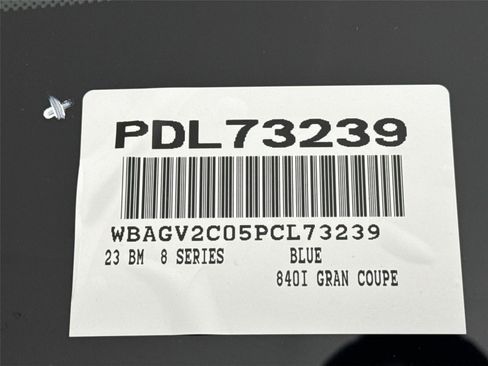 PDL73239
WBAGV2C05PCL73239
23 BM 8 SERIES BLUE
840I GRAN COUPE